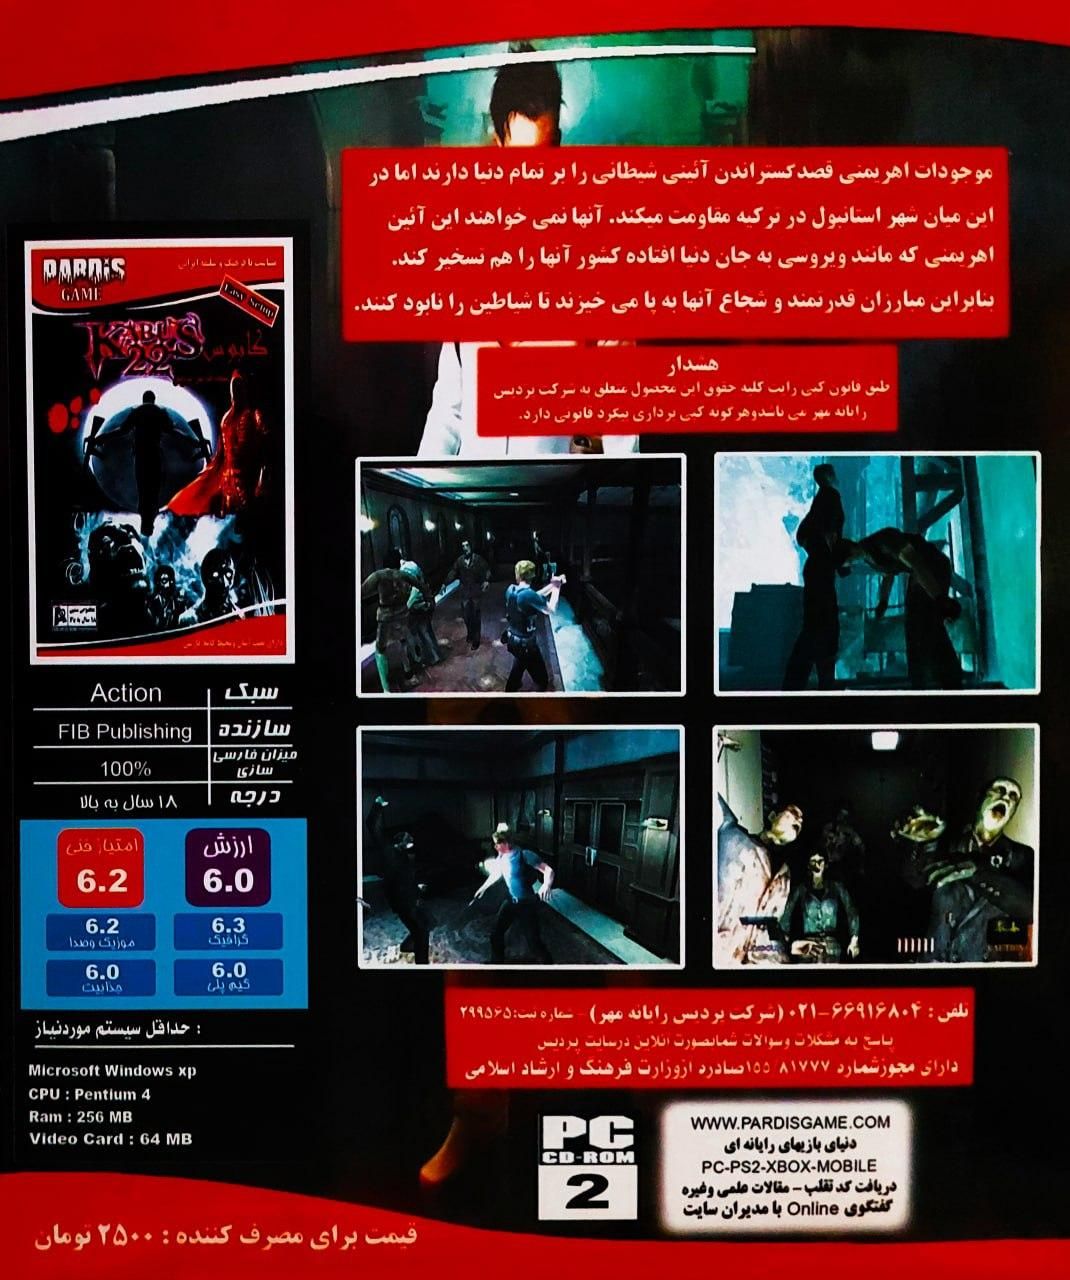 موجودات اهریمنی قصد گستراندن آئینی شیطانی را بر تمام دنیا دارند اما در
این میان شهر استانبول در ترکیه مقاومت میکند. آنها نمی خواهند این آئین
اهریمنی که مانند ویروسی به جان دنیا افتاده کشور آنها را هم تسخیر کند.
بنابراین مبارزان قدرتمند و شجاع آنها به پا می خیزند تا شیاطین را نابود کنند.
هشدار
طبق قانون کپی رایت کلیه حقوق این محصول متعلق به شرکت پردیس
رایانه مهر می باشدوهرگونه کپی برداری پیگرد قانونی دارد.
PARDIS
GAME
Easy Setup
KABUS
22
کابوس
Action سبک
FIB Publishing سازنده
100% میزان فارسی سازی
۱۸ سال به بالا درجه
امتیاز فنی
6.2
ارزش
6.0
6.2
موزیک وصدا
6.3
گرافیک
6.0
جذابیت
6.0
گیم پلی
حداقل سیستم موردنیاز :
Microsoft Windows xp
CPU : Pentium 4
Ram : 256 MB
Video Card : 64 MB
تلفن : ۶۶۹۱۶۸۰۴-۰۲۱ (شرکت پردیس رایانه مهر) - شماره ثبت: ۲۹۹۵۶۵
پاسخ به مشکلات وسوالات شمابصورت آنلاین درسایت پردیس
دارای مجوزشماره ۸۱۷۷۷/۱۵۵صادره ازوزارت فرهنگ و ارشاد اسلامی
PC
CD-ROM
2
WWW.PARDISGAME.COM
دنیای بازیهای رایانه ای
PC-PS2-XBOX-MOBILE
دریافت کد تقلب - مقالات علمی وغیره
گفتگوی Online با مدیران سایت
قیمت برای مصرف کننده : ۲۵۰۰ تومان